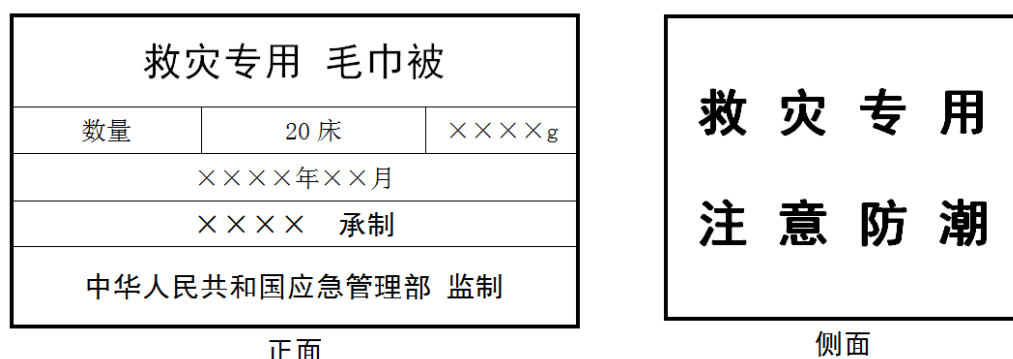 救灾专用 毛巾被
数量 20床 ××××g
××××年××月
×××× 承制
中华人民共和国应急管理部 监制
正面
救灾专用
注意防潮
侧面